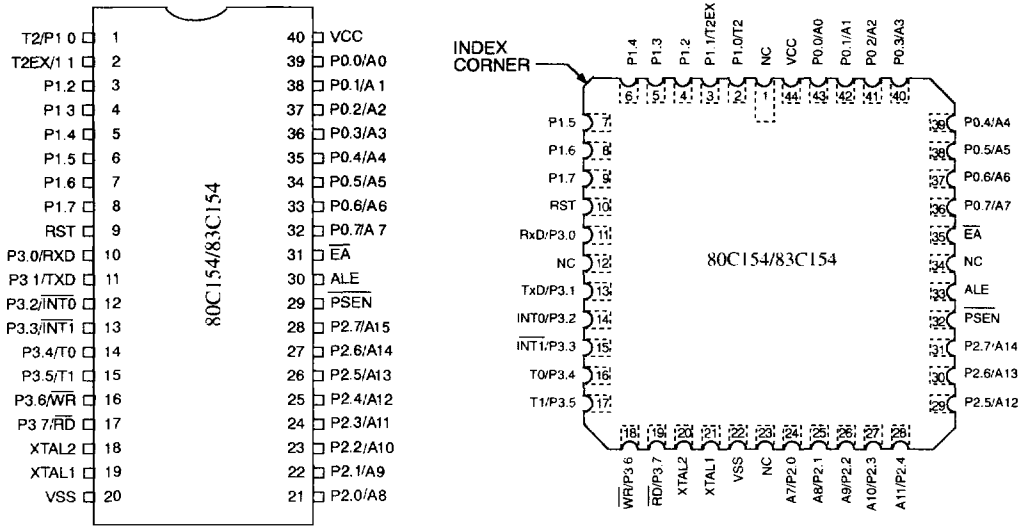 T2/P1 0 1 40 VCC
T2EX/1 1 2 39 P0.0/A0
P1.2 3 38 P0.1/A 1
P1 3 4 37 P0.2/A2
P1.4 5 36 P0.3/A3
P1.5 6 35 P0.4/A4
P1.6 7 34 P0.5/A5
P1.7 8 33 P0.6/A6
RST 9 32 P0.7/A 7
P3.0/RXD 10 31 EA
P3 1/TXD 11 30 ALE
P3.2/INT0 12 29 PSEN
P3.3/INT1 13 28 P2.7/A15
P3.4/T0 14 27 P2.6/A14
P3.5/T1 15 26 P2.5/A13
P3.6/WR 16 25 P2.4/A12
P3 7/RD 17 24 P2.3/A11
XTAL2 18 23 P2.2/A10
XTAL1 19 22 P2.1/A9
VSS 20 21 P2.0/A8
80C154/83C154
INDEX
CORNER
P1.4
P1.3
P1.2
P1.1/T2EX
P1.0/T2
NC
VCC
P0.0/A0
P0.1/A1
P0 2/A2
P0.3/A3
6 5 4 3 2 1 44 43 42 41 40
P1.5 7 39 P0.4/A4
P1.6 8 38 P0.5/A5
P1.7 9 37 P0.6/A6
RST 10 36 P0.7/A7
RxD/P3.0 11 35 EA
NC 12 34 NC
TxD/P3.1 13 33 ALE
INT0/P3.2 14 32 PSEN
INT1/P3.3 15 31 P2.7/A14
T0/P3.4 16 30 P2.6/A13
T1/P3.5 17 29 P2.5/A12
80C154/83C154
18 19 20 21 22 23 24 25 26 27 28
WR/P3 6
RD/P3.7
XTAL2
XTAL1
VSS
NC
A7/P2.0
A8/P2.1
A9/P2.2
A10/P2.3
A11/P2.4